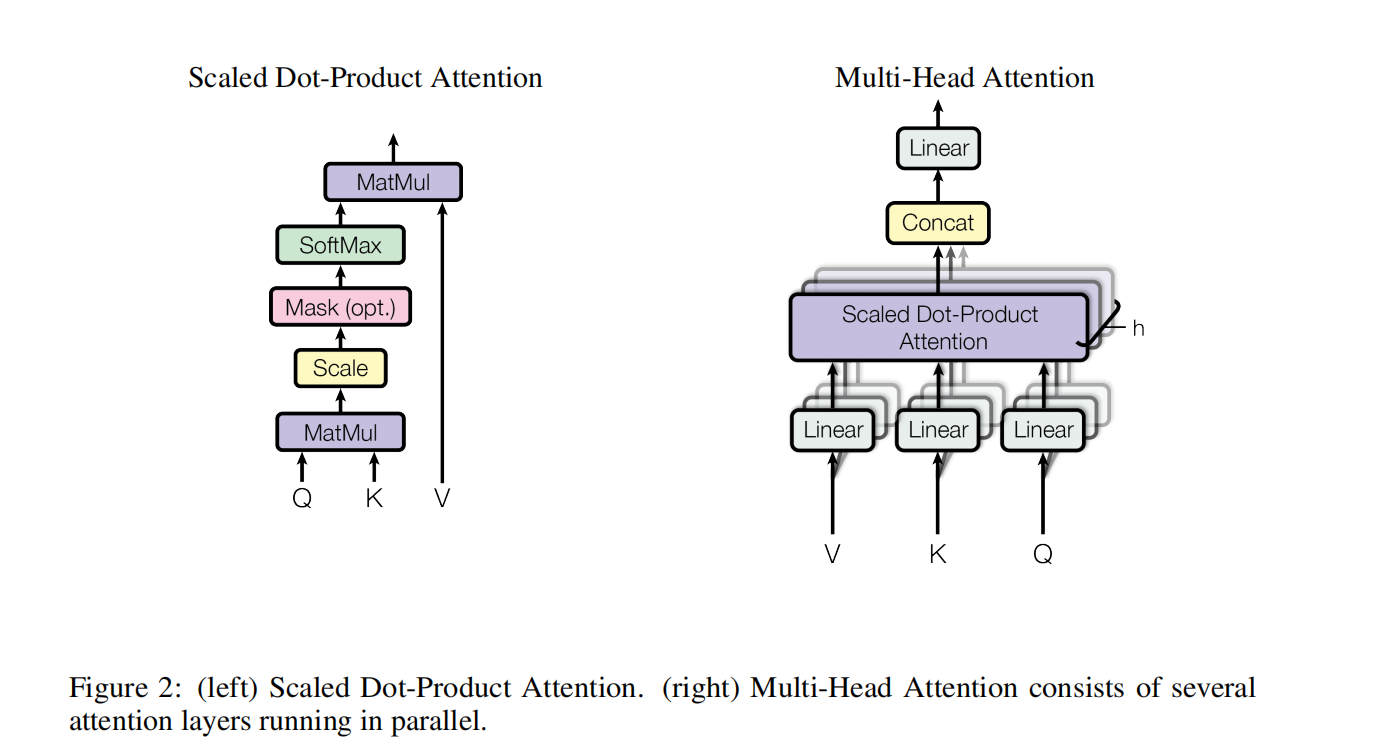 Scaled Dot-Product Attention
MatMul
SoftMax
Mask (opt.)
Scale
MatMul
Q K V
Multi-Head Attention
Linear
Concat
Scaled Dot-Product
Attention
h
Linear Linear Linear
V K Q
Figure 2: (left) Scaled Dot-Product Attention. (right) Multi-Head Attention consists of several
attention layers running in parallel.